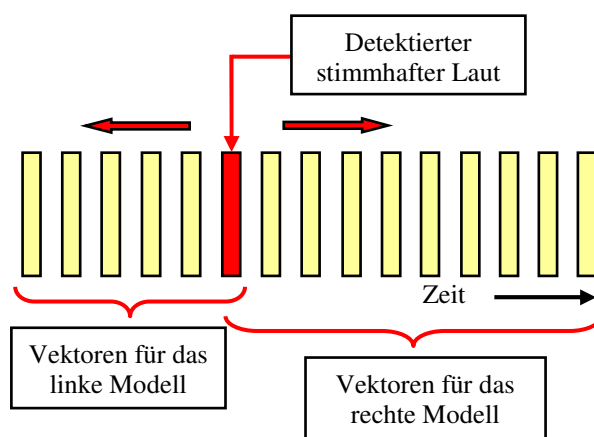 Detektierter
stimmhafter Laut
Zeit
Vektoren für das
linke Modell
Vektoren für das
rechte Modell